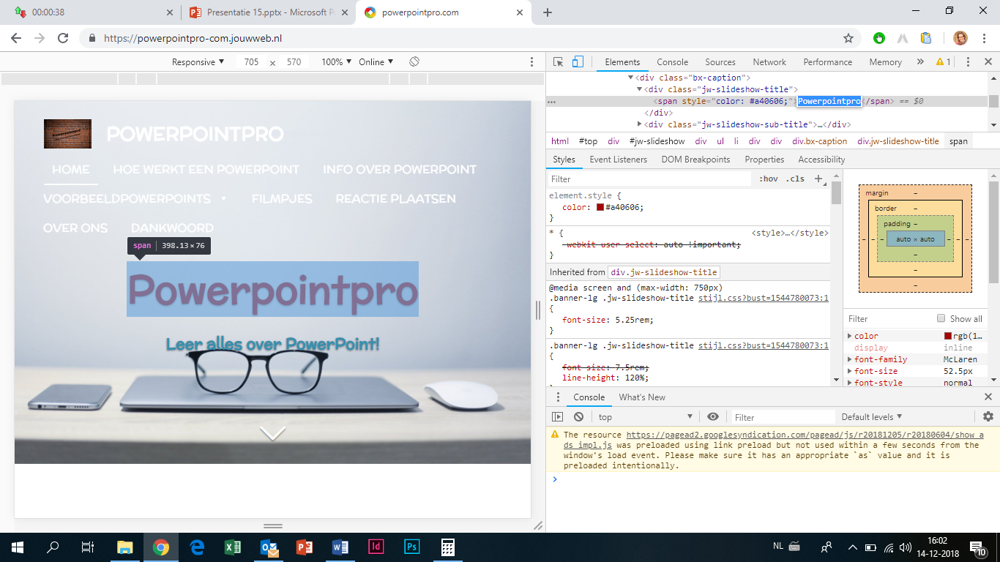 00:00:38
Presentatie 15.pptx - Microsoft P
powerpointpro.com
https://powerpointpro-com.jouwweb.nl
Responsive ▼ 705 × 570 100% ▼ Online ▼
POWERPOINTPRO
HOME HOE WERKT EEN POWERPOINT INFO OVER POWERPOINT
VOORBEELDPOWERPOINTS ▼ FILMPJES REACTIE PLAATSEN
OVER ONS DANKWOORD
span 398.13 × 76
Powerpointpro
Leer alles over PowerPoint!
Elements Console Sources Network Performance Memory » 1
▼<div class="bx-caption">
▼<div class="jw-slideshow-title">
… <span style="color: #a40606;">Powerpointpro</span> == $0
</div>
▶<div class="jw-slideshow-sub-title">…</div>
html #top div #jw-slideshow div ul li div div div.bx-caption div.jw-slideshow-title span
Styles Event Listeners DOM Breakpoints Properties Accessibility
Filter :hov .cls +
element.style {
color: #a40606;
}
* { <style>…</style>
-webkit-user-select: auto !important;
}
Inherited from div.jw-slideshow-title
@media screen and (max-width: 750px)
.banner-lg .jw-slideshow-title stijl.css?bust=1544780073:1
{
font-size: 5.25rem;
}
.banner-lg .jw-slideshow-title stijl.css?bust=1544780073:1
{
font-size: 7.5rem;
line-height: 120%;
margin –
border –
padding –
– – – auto × auto – – –
–
–
–
Filter Show all
▶ color rgb(1…
display inline
▶ font-family McLaren
▶ font-size 52.5px
▶ font-style normal
Console What's New
top ▼ Filter Default levels ▼
The resource https://pagead2.googlesyndication.com/pagead/js/r20181205/r20180604/show_a
ds_impl.js was preloaded using link preload but not used within a few seconds from the
window's load event. Please make sure it has an appropriate `as` value and it is
preloaded intentionally.
NL
16:02
14-12-2018
10